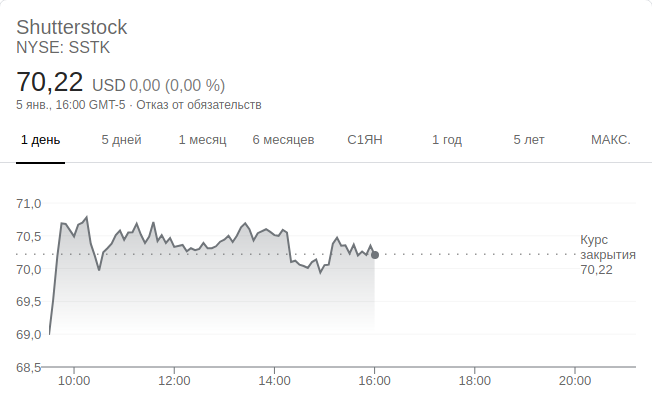 Shutterstock
NYSE: SSTK
70,22 USD 0,00 (0,00 %)
5 янв., 16:00 GMT-5 · Отказ от обязательств
1 день 5 дней 1 месяц 6 месяцев С1ЯН 1 год 5 лет МАКС.
71,0
70,5
70,0
69,5
69,0
68,5
Курс
закрытия
70,22
10:00 12:00 14:00 16:00 18:00 20:00